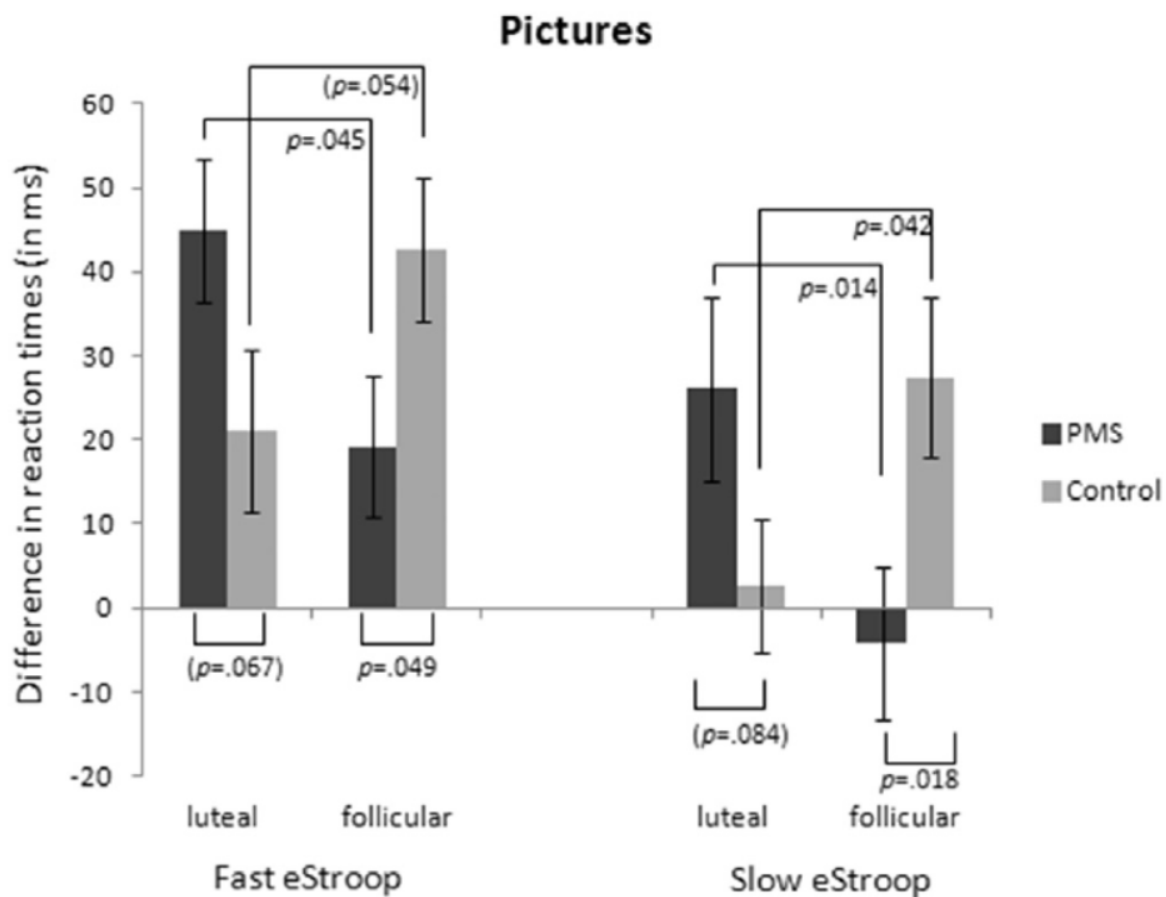 Pictures
Difference in reaction times (in ms)
60
50
40
30
20
10
0
-10
-20
(p=.054)
p=.045
p=.042
p=.014
(p=.067)
p=.049
(p=.084)
p=.018
luteal
follicular
luteal
follicular
Fast eStroop
Slow eStroop
PMS
Control